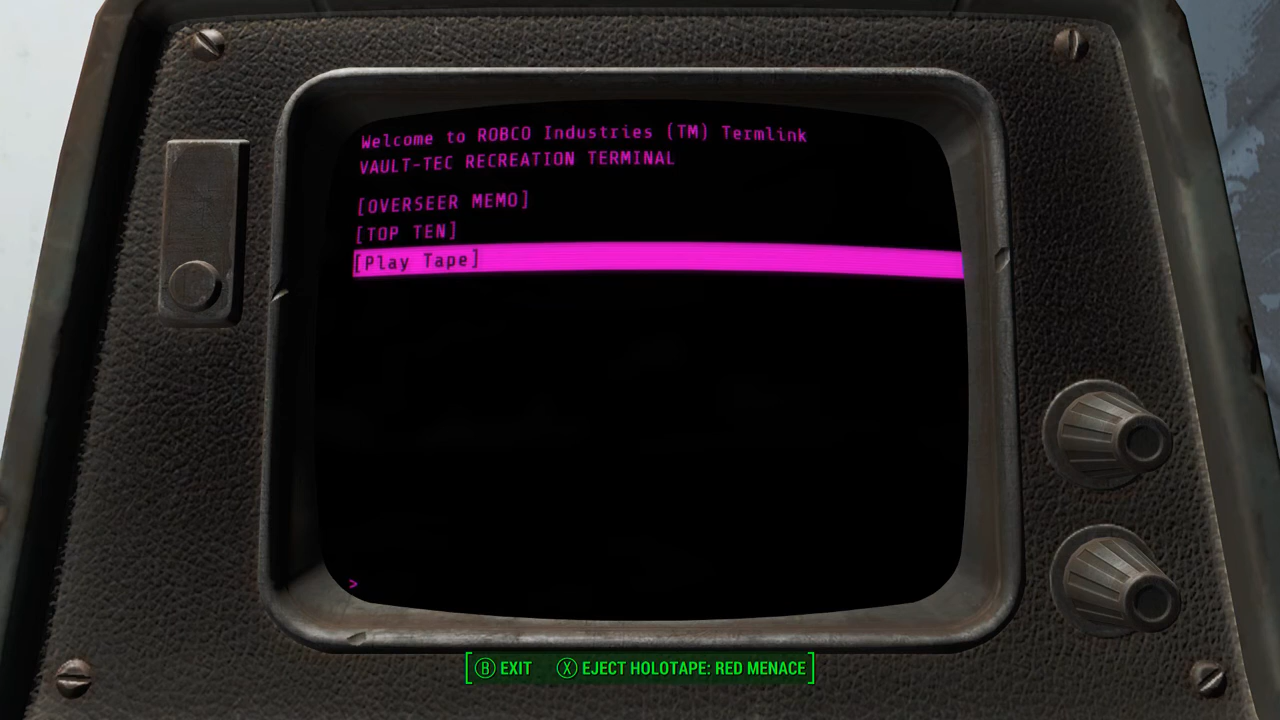 Welcome to ROBCO Industries (TM) Termlink
VAULT-TEC RECREATION TERMINAL
[OVERSEER MEMO]
[TOP TEN]
[Play Tape]
>
[Ⓑ EXIT Ⓧ EJECT HOLOTAPE: RED MENACE]